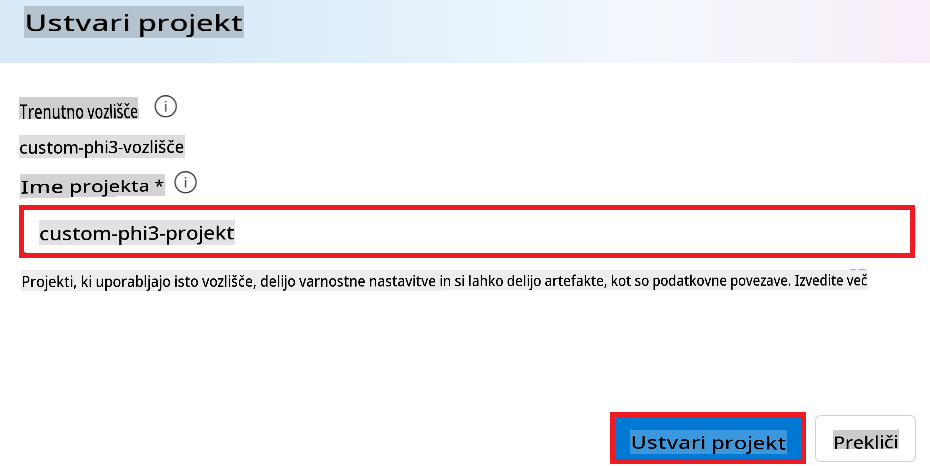 Ustvari projekt
Trenutno vozlišče
custom-phi3-vozlišče
Ime projekta *
custom-phi3-projekt
Projekti, ki uporabljajo isto vozlišče, delijo varnostne nastavitve in si lahko delijo artefakte, kot so podatkovne povezave. Izvedite več
Ustvari projekt Prekliči